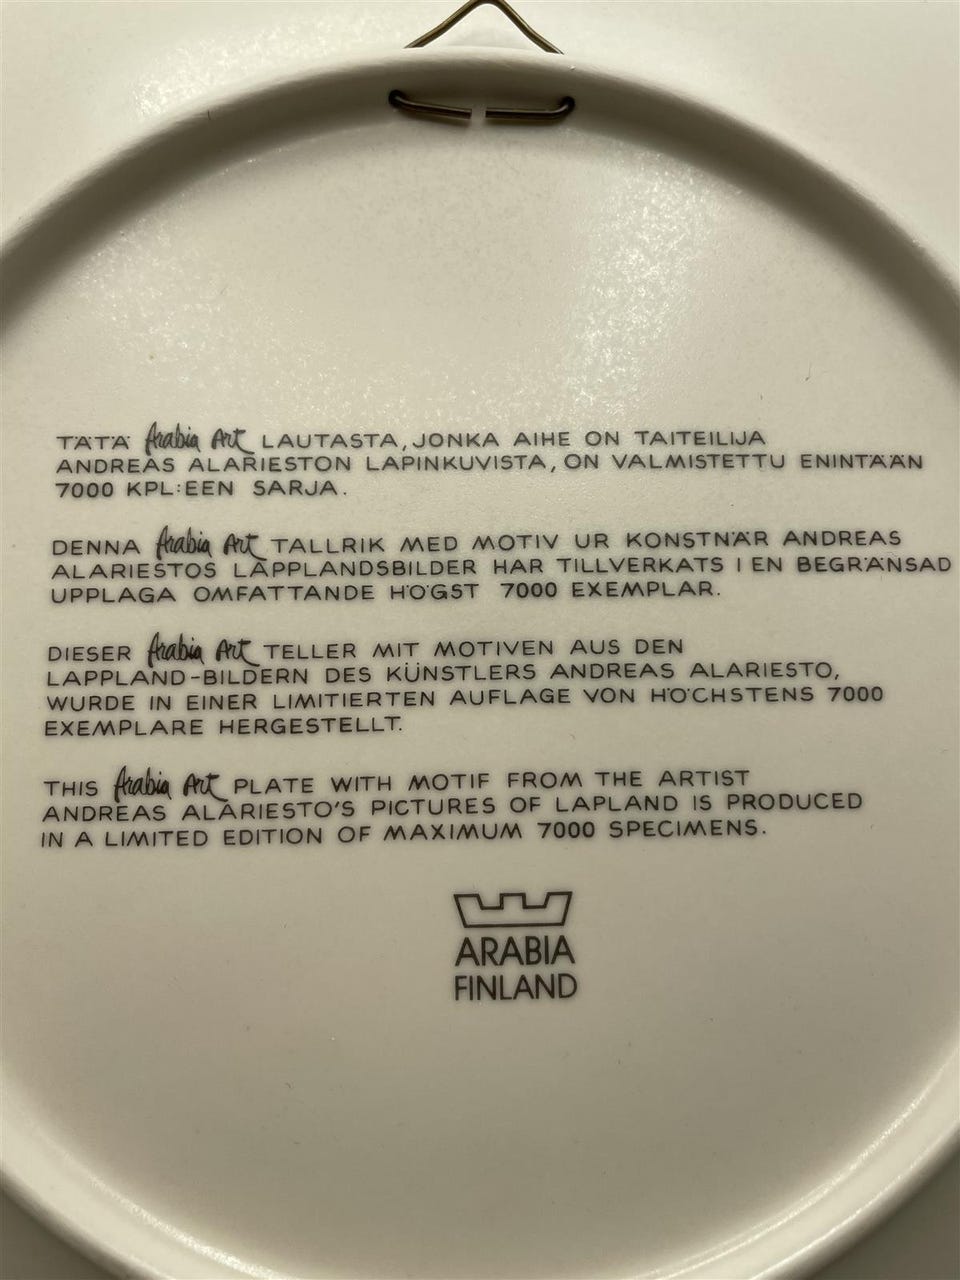 TÄTÄ Arabia Art LAUTASTA, JONKA AIHE ON TAITEILIJA
ANDREAS ALARIESTON LAPINKUVISTA, ON VALMISTETTU ENINTÄÄN
7000 KPL:EEN SARJA.
DENNA Arabia Art TALLRIK MED MOTIV UR KONSTNÄR ANDREAS
ALARIESTOS LAPPLANDSBILDER HAR TILLVERKATS I EN BEGRÄNSAD
UPPLAGA OMFATTANDE HÖGST 7000 EXEMPLAR.
DIESER Arabia Art TELLER MIT MOTIVEN AUS DEN
LAPPLAND-BILDERN DES KÜNSTLERS ANDREAS ALARIESTO,
WURDE IN EINER LIMITIERTEN AUFLAGE VON HÖCHSTENS 7000
EXEMPLARE HERGESTELLT.
THIS Arabia Art PLATE WITH MOTIF FROM THE ARTIST
ANDREAS ALARIESTO'S PICTURES OF LAPLAND IS PRODUCED
IN A LIMITED EDITION OF MAXIMUM 7000 SPECIMENS.
ARABIA
FINLAND